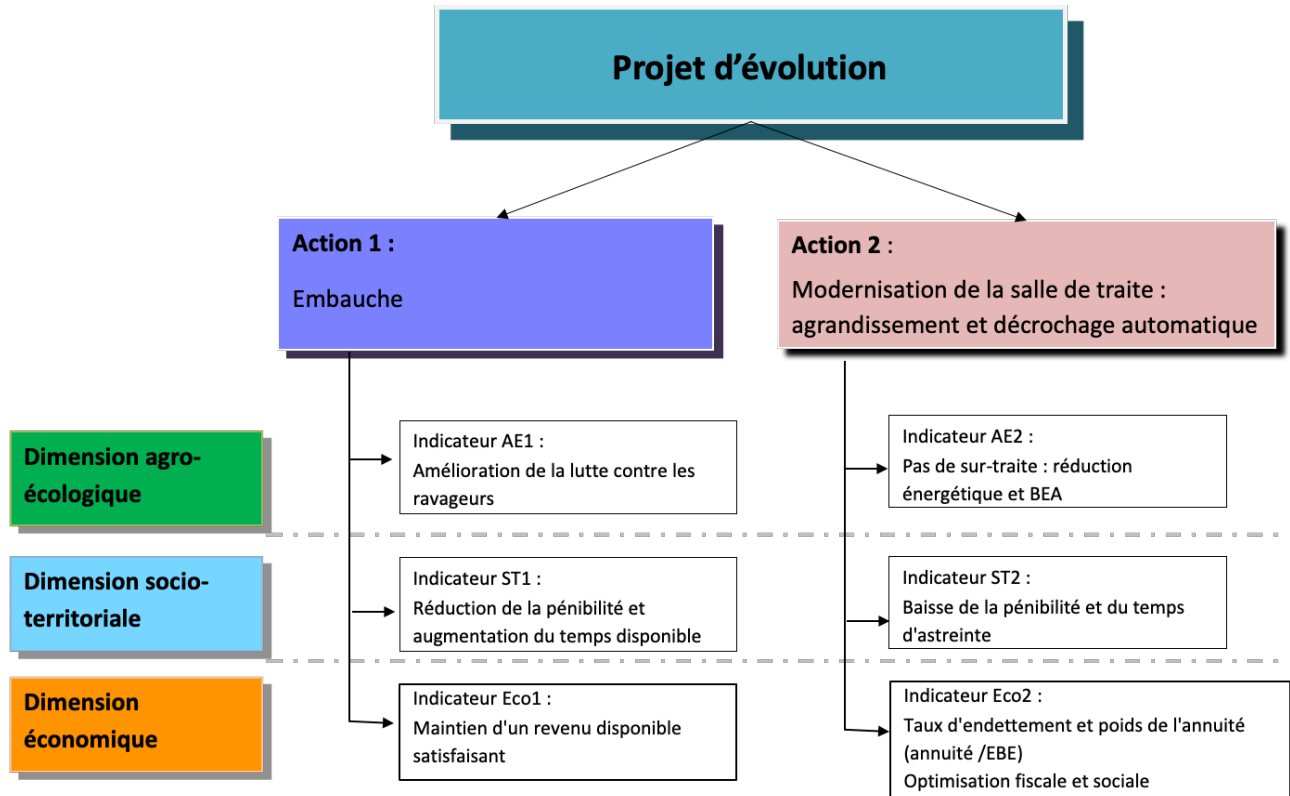 Projet d'évolution
Action 1 :
Embauche
Action 2 :
Modernisation de la salle de traite :
agrandissement et décrochage automatique
Dimension agro-
écologique
Indicateur AE1 :
Amélioration de la lutte contre les
ravageurs
Indicateur AE2 :
Pas de sur-traite : réduction
énergétique et BEA
Dimension socio-
territoriale
Indicateur ST1 :
Réduction de la pénibilité et
augmentation du temps disponible
Indicateur ST2 :
Baisse de la pénibilité et du temps
d'astreinte
Dimension
économique
Indicateur Eco1 :
Maintien d'un revenu disponible
satisfaisant
Indicateur Eco2 :
Taux d'endettement et poids de l'annuité
(annuité /EBE)
Optimisation fiscale et sociale